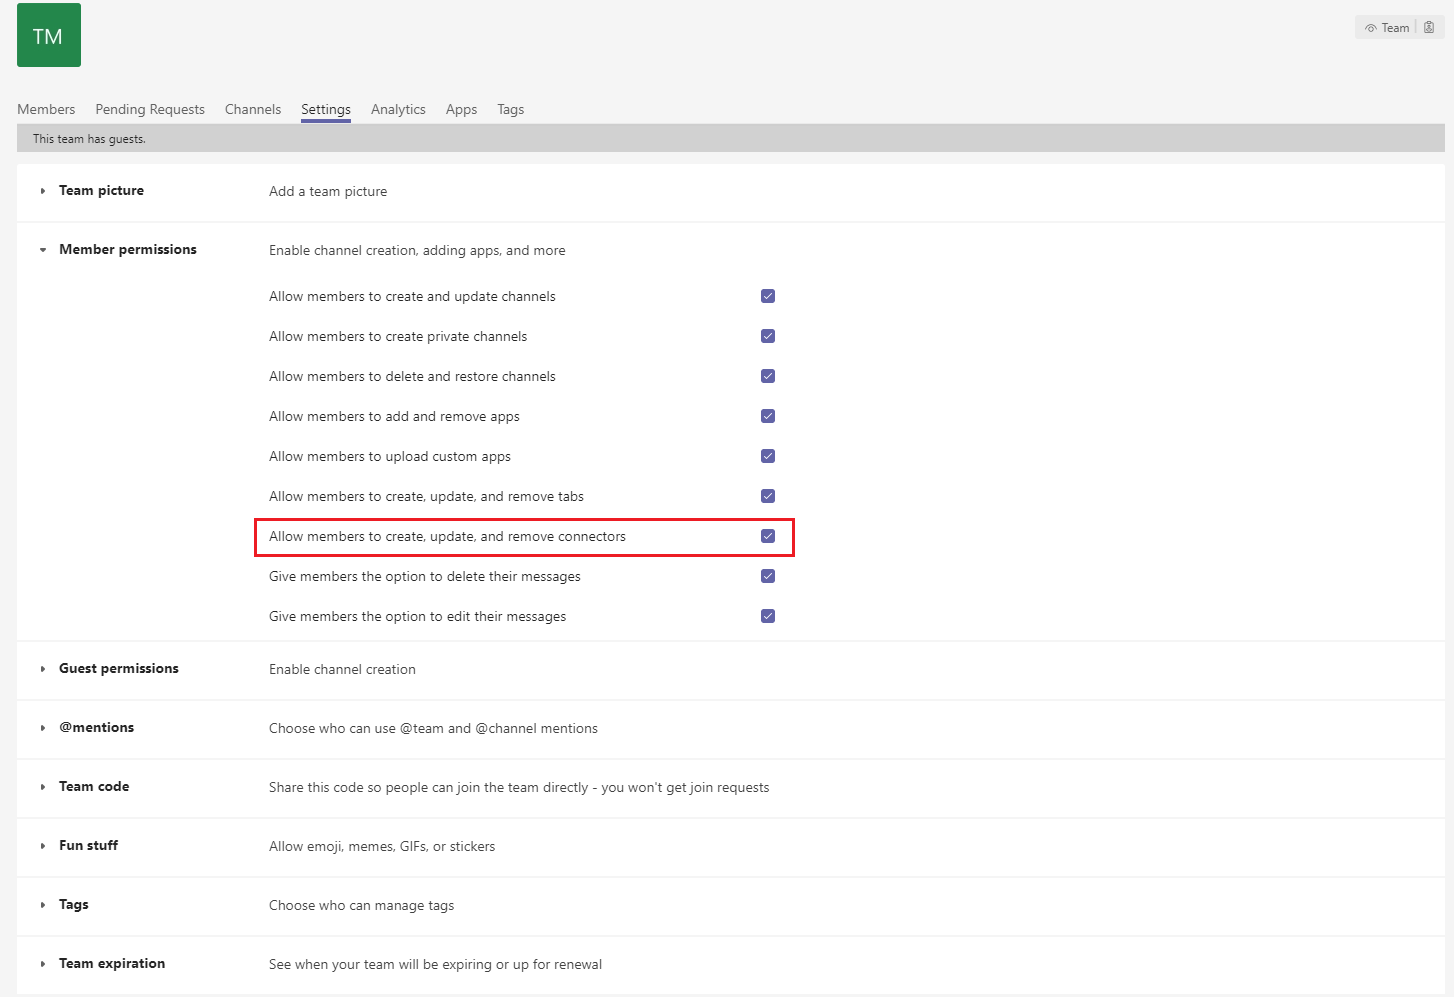 TM
Team
Members Pending Requests Channels Settings Analytics Apps Tags
This team has guests.
Team picture Add a team picture
Member permissions Enable channel creation, adding apps, and more
Allow members to create and update channels
Allow members to create private channels
Allow members to delete and restore channels
Allow members to add and remove apps
Allow members to upload custom apps
Allow members to create, update, and remove tabs
Allow members to create, update, and remove connectors
Give members the option to delete their messages
Give members the option to edit their messages
Guest permissions Enable channel creation
@mentions Choose who can use @team and @channel mentions
Team code Share this code so people can join the team directly - you won't get join requests
Fun stuff Allow emoji, memes, GIFs, or stickers
Tags Choose who can manage tags
Team expiration See when your team will be expiring or up for renewal